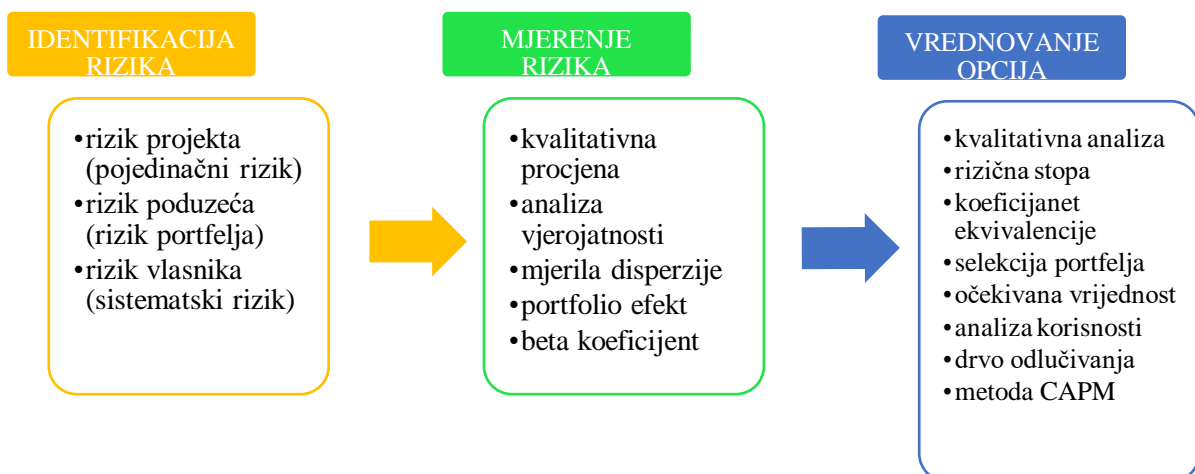 IDENTIFIKACIJA
RIZIKA
•rizik projekta
(pojedinačni rizik)
•rizik poduzeća
(rizik portfelja)
•rizik vlasnika
(sistematski rizik)
MJERENJE
RIZIKA
•kvalitativna
procjena
•analiza
vjerojatnosti
•mjerila disperzije
•portfolio efekt
•beta koeficijent
VREDNOVANJE
OPCIJA
•kvalitativna analiza
•rizična stopa
•koeficijanet
ekvivalencije
•selekcija portfelja
•očekivana vrijednost
•analiza korisnosti
•drvo odlučivanja
•metoda CAPM